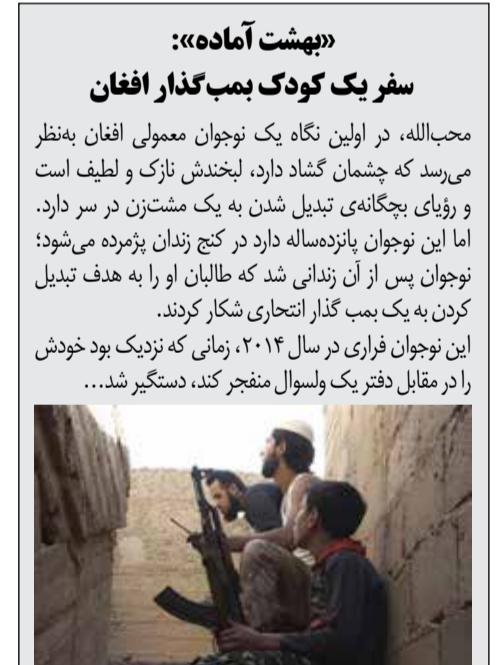 «بهشت آماده»:
سفر یک کودک بمب‌گذار افغان
محب‌الله، در اولین نگاه یک نوجوان معمولی افغان به‌نظر
می‌رسد که چشمان گشاد دارد، لبخندش نازک و لطیف است
و رؤیای بچگانه‌ی تبدیل شدن به یک مشت‌زن در سر دارد.
اما این نوجوان پانزده‌ساله دارد در کنج زندان پژمرده می‌شود؛
نوجوان پس از آن زندانی شد که طالبان او را به هدف تبدیل
کردن به یک بمب گذار انتحاری شکار کردند.
این نوجوان فراری در سال ۲۰۱۴، زمانی که نزدیک بود خودش
را در مقابل دفتر یک ولسوال منفجر کند، دستگیر شد...